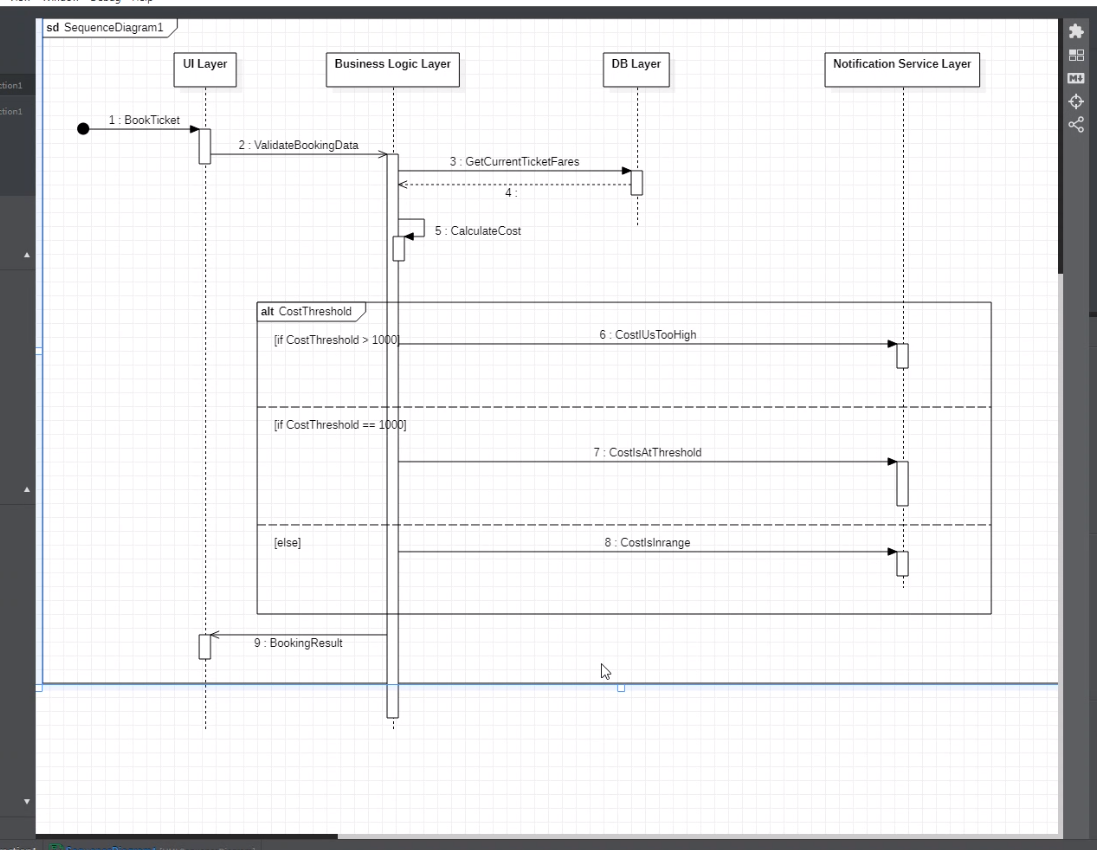 sd SequenceDiagram1
UI Layer
Business Logic Layer
DB Layer
Notification Service Layer
ction1
ction1
1 : BookTicket
2 : ValidateBookingData
3 : GetCurrentTicketFares
4 :
5 : CalculateCost
alt CostThreshold
[if CostThreshold > 1000]
6 : CostIUsTooHigh
[if CostThreshold == 1000]
7 : CostIsAtThreshold
[else]
8 : CostIsInrange
9 : BookingResult